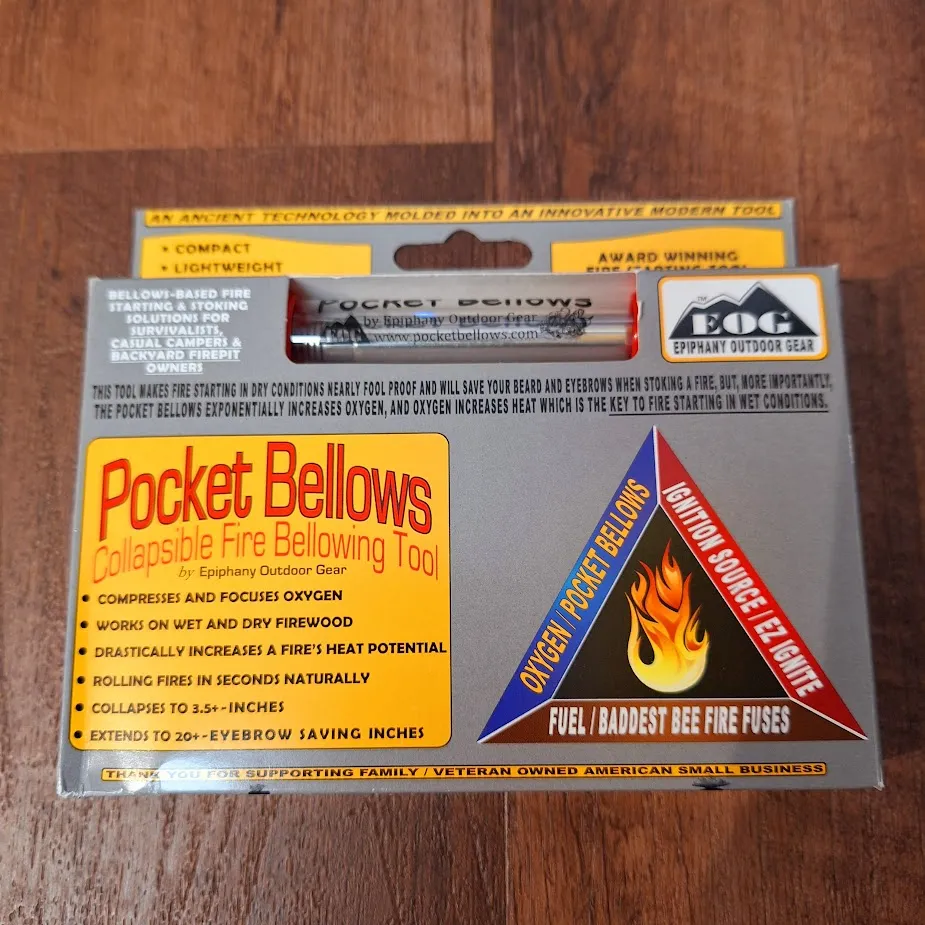 AN ANCIENT TECHNOLOGY MOLDED INTO AN INNOVATIVE MODERN TOOL
• COMPACT
• LIGHTWEIGHT
AWARD WINNING
FIRE STARTING TOOL
BELLOWS-BASED FIRE
STARTING & STOKING
SOLUTIONS FOR
SURVIVALISTS,
CASUAL CAMPERS &
BACKYARD FIREPIT
OWNERS
Pocket Bellows
by Epiphany Outdoor Gear
www.pocketbellows.com
TM
EOG
EPIPHANY OUTDOOR GEAR
THIS TOOL MAKES FIRE STARTING IN DRY CONDITIONS NEARLY FOOL PROOF AND WILL SAVE YOUR BEARD AND EYEBROWS WHEN STOKING A FIRE, BUT, MORE IMPORTANTLY,
THE POCKET BELLOWS EXPONENTIALLY INCREASES OXYGEN, AND OXYGEN INCREASES HEAT WHICH IS THE KEY TO FIRE STARTING IN WET CONDITIONS.
Pocket Bellows
Collapsible Fire Bellowing Tool
by Epiphany Outdoor Gear
• COMPRESSES AND FOCUSES OXYGEN
• WORKS ON WET AND DRY FIREWOOD
• DRASTICALLY INCREASES A FIRE'S HEAT POTENTIAL
• ROLLING FIRES IN SECONDS NATURALLY
• COLLAPSES TO 3.5+-INCHES
• EXTENDS TO 20+-EYEBROW SAVING INCHES
OXYGEN / POCKET BELLOWS
IGNITION SOURCE / EZ IGNITE
FUEL / BADDEST BEE FIRE FUSES
THANK YOU FOR SUPPORTING FAMILY / VETERAN OWNED AMERICAN SMALL BUSINESS